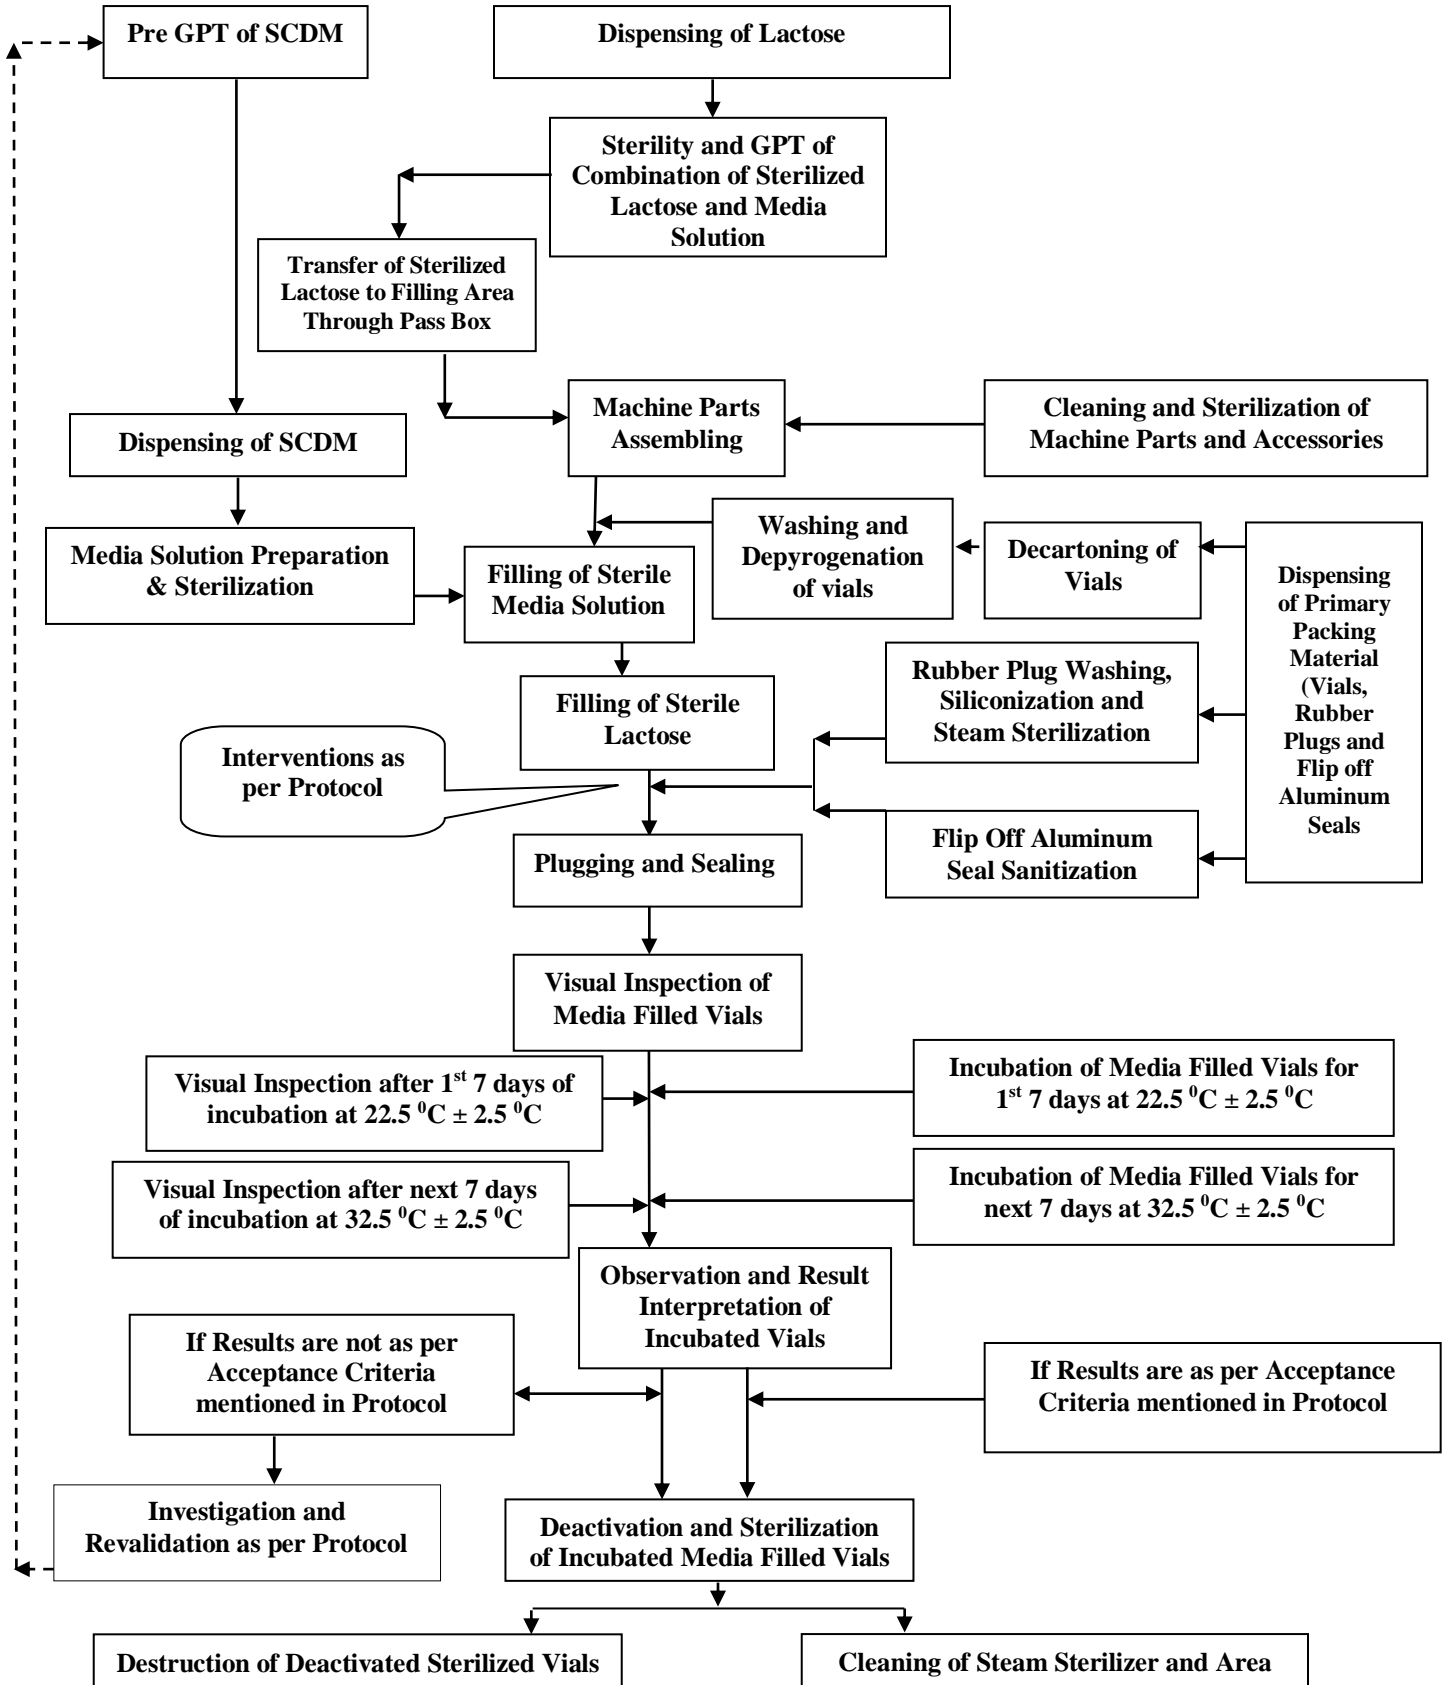 Pre GPT of SCDM
Dispensing of Lactose
Sterility and GPT of
Combination of Sterilized
Lactose and Media
Solution
Transfer of Sterilized
Lactose to Filling Area
Through Pass Box
Machine Parts
Assembling
Cleaning and Sterilization of
Machine Parts and Accessories
Dispensing of SCDM
Media Solution Preparation
& Sterilization
Filling of Sterile
Media Solution
Washing and
Depyrogenation
of vials
Decartoning of
Vials
Dispensing
of Primary
Packing
Material
(Vials,
Rubber
Plugs and
Flip off
Aluminum
Seals
Rubber Plug Washing,
Siliconization and
Steam Sterilization
Filling of Sterile
Lactose
Interventions as
per Protocol
Flip Off Aluminum
Seal Sanitization
Plugging and Sealing
Visual Inspection of
Media Filled Vials
Visual Inspection after 1st 7 days of
incubation at 22.5 ⁰C ± 2.5 ⁰C
Incubation of Media Filled Vials for
1st 7 days at 22.5 ⁰C ± 2.5 ⁰C
Visual Inspection after next 7 days
of incubation at 32.5 ⁰C ± 2.5 ⁰C
Incubation of Media Filled Vials for
next 7 days at 32.5 ⁰C ± 2.5 ⁰C
Observation and Result
Interpretation of
Incubated Vials
If Results are not as per
Acceptance Criteria
mentioned in Protocol
If Results are as per Acceptance
Criteria mentioned in Protocol
Investigation and
Revalidation as per Protocol
Deactivation and Sterilization
of Incubated Media Filled Vials
Destruction of Deactivated Sterilized Vials
Cleaning of Steam Sterilizer and Area